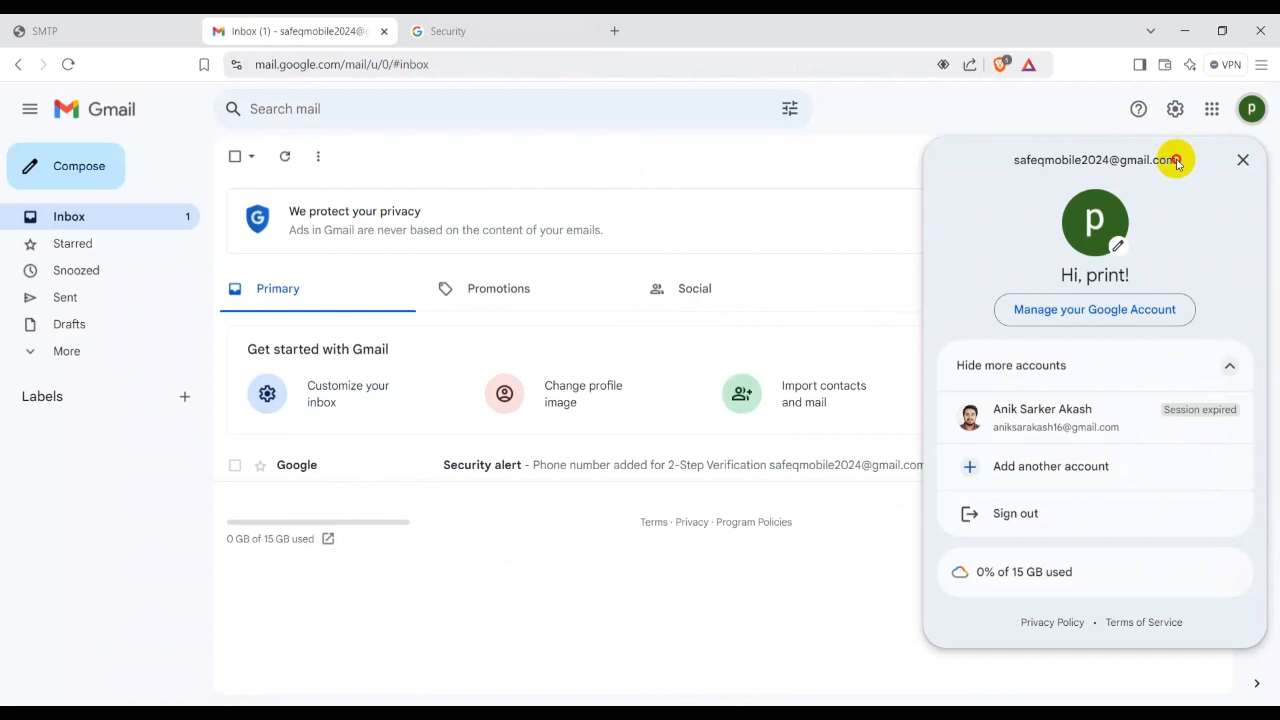 SMTP
Inbox (1) - safeqmobile2024@
Security
mail.google.com/mail/u/0/#inbox
VPN
Gmail
Search mail
p
Compose
safeqmobile2024@gmail.com
Inbox
1
We protect your privacy
Ads in Gmail are never based on the content of your emails.
p
Starred
Snoozed
Hi, print!
Sent
Primary
Promotions
Social
Manage your Google Account
Drafts
More
Get started with Gmail
Hide more accounts
Labels
Customize your
inbox
Change profile
image
Import contacts
and mail
Anik Sarker Akash
Session expired
aniksarakash16@gmail.com
Google
Security alert - Phone number added for 2-Step Verification safeqmobile2024@gmail.com
Add another account
Sign out
Terms · Privacy · Program Policies
0 GB of 15 GB used
0% of 15 GB used
Privacy Policy • Terms of Service